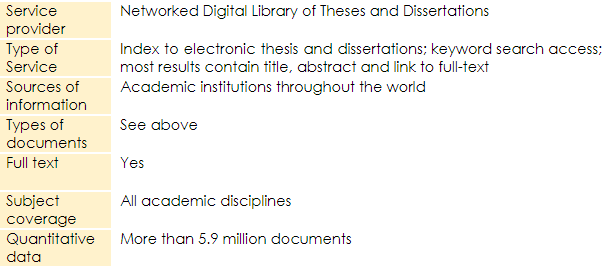 Service provider
Networked Digital Library of Theses and Dissertations
Type of Service
Index to electronic thesis and dissertations; keyword search access;
most results contain title, abstract and link to full-text
Sources of information
Academic institutions throughout the world
Types of documents
See above
Full text
Yes
Subject coverage
All academic disciplines
Quantitative data
More than 5.9 million documents